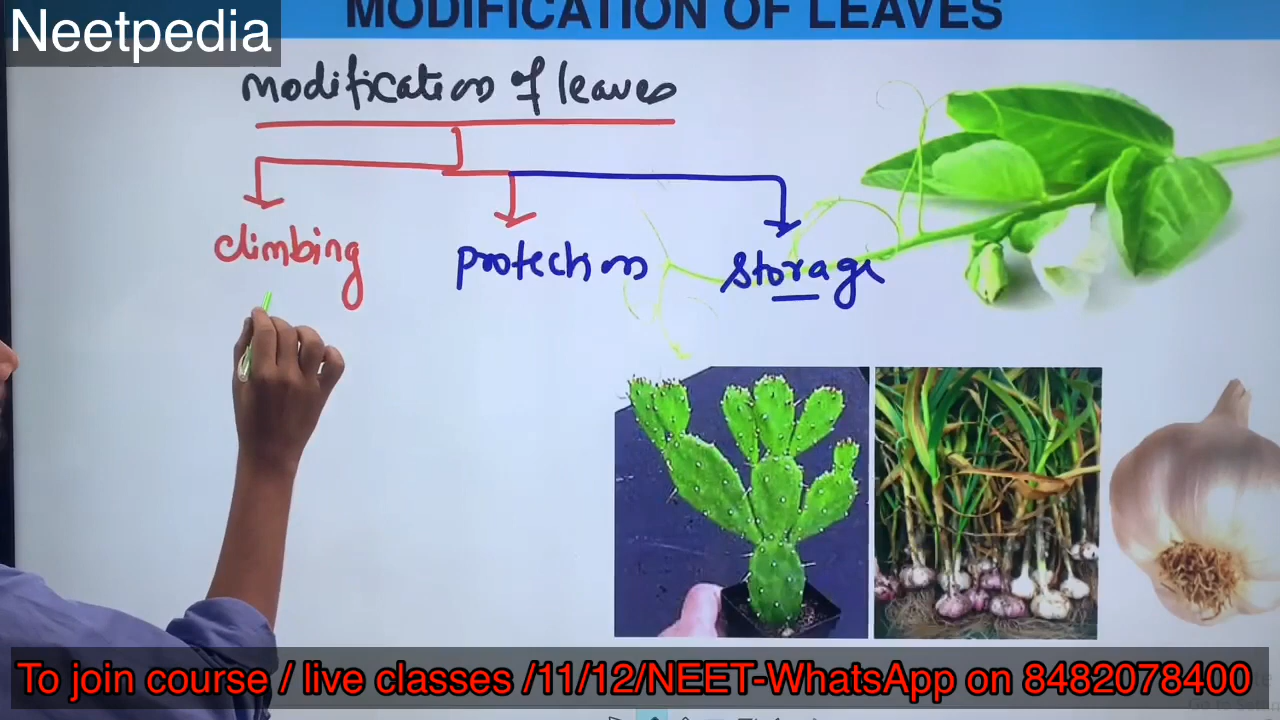 MODIFICATION OF LEAVES
Neetpedia
modification of leaves
climbing
protection
storage
To join course / live classes /11/12/NEET-WhatsApp on 8482078400